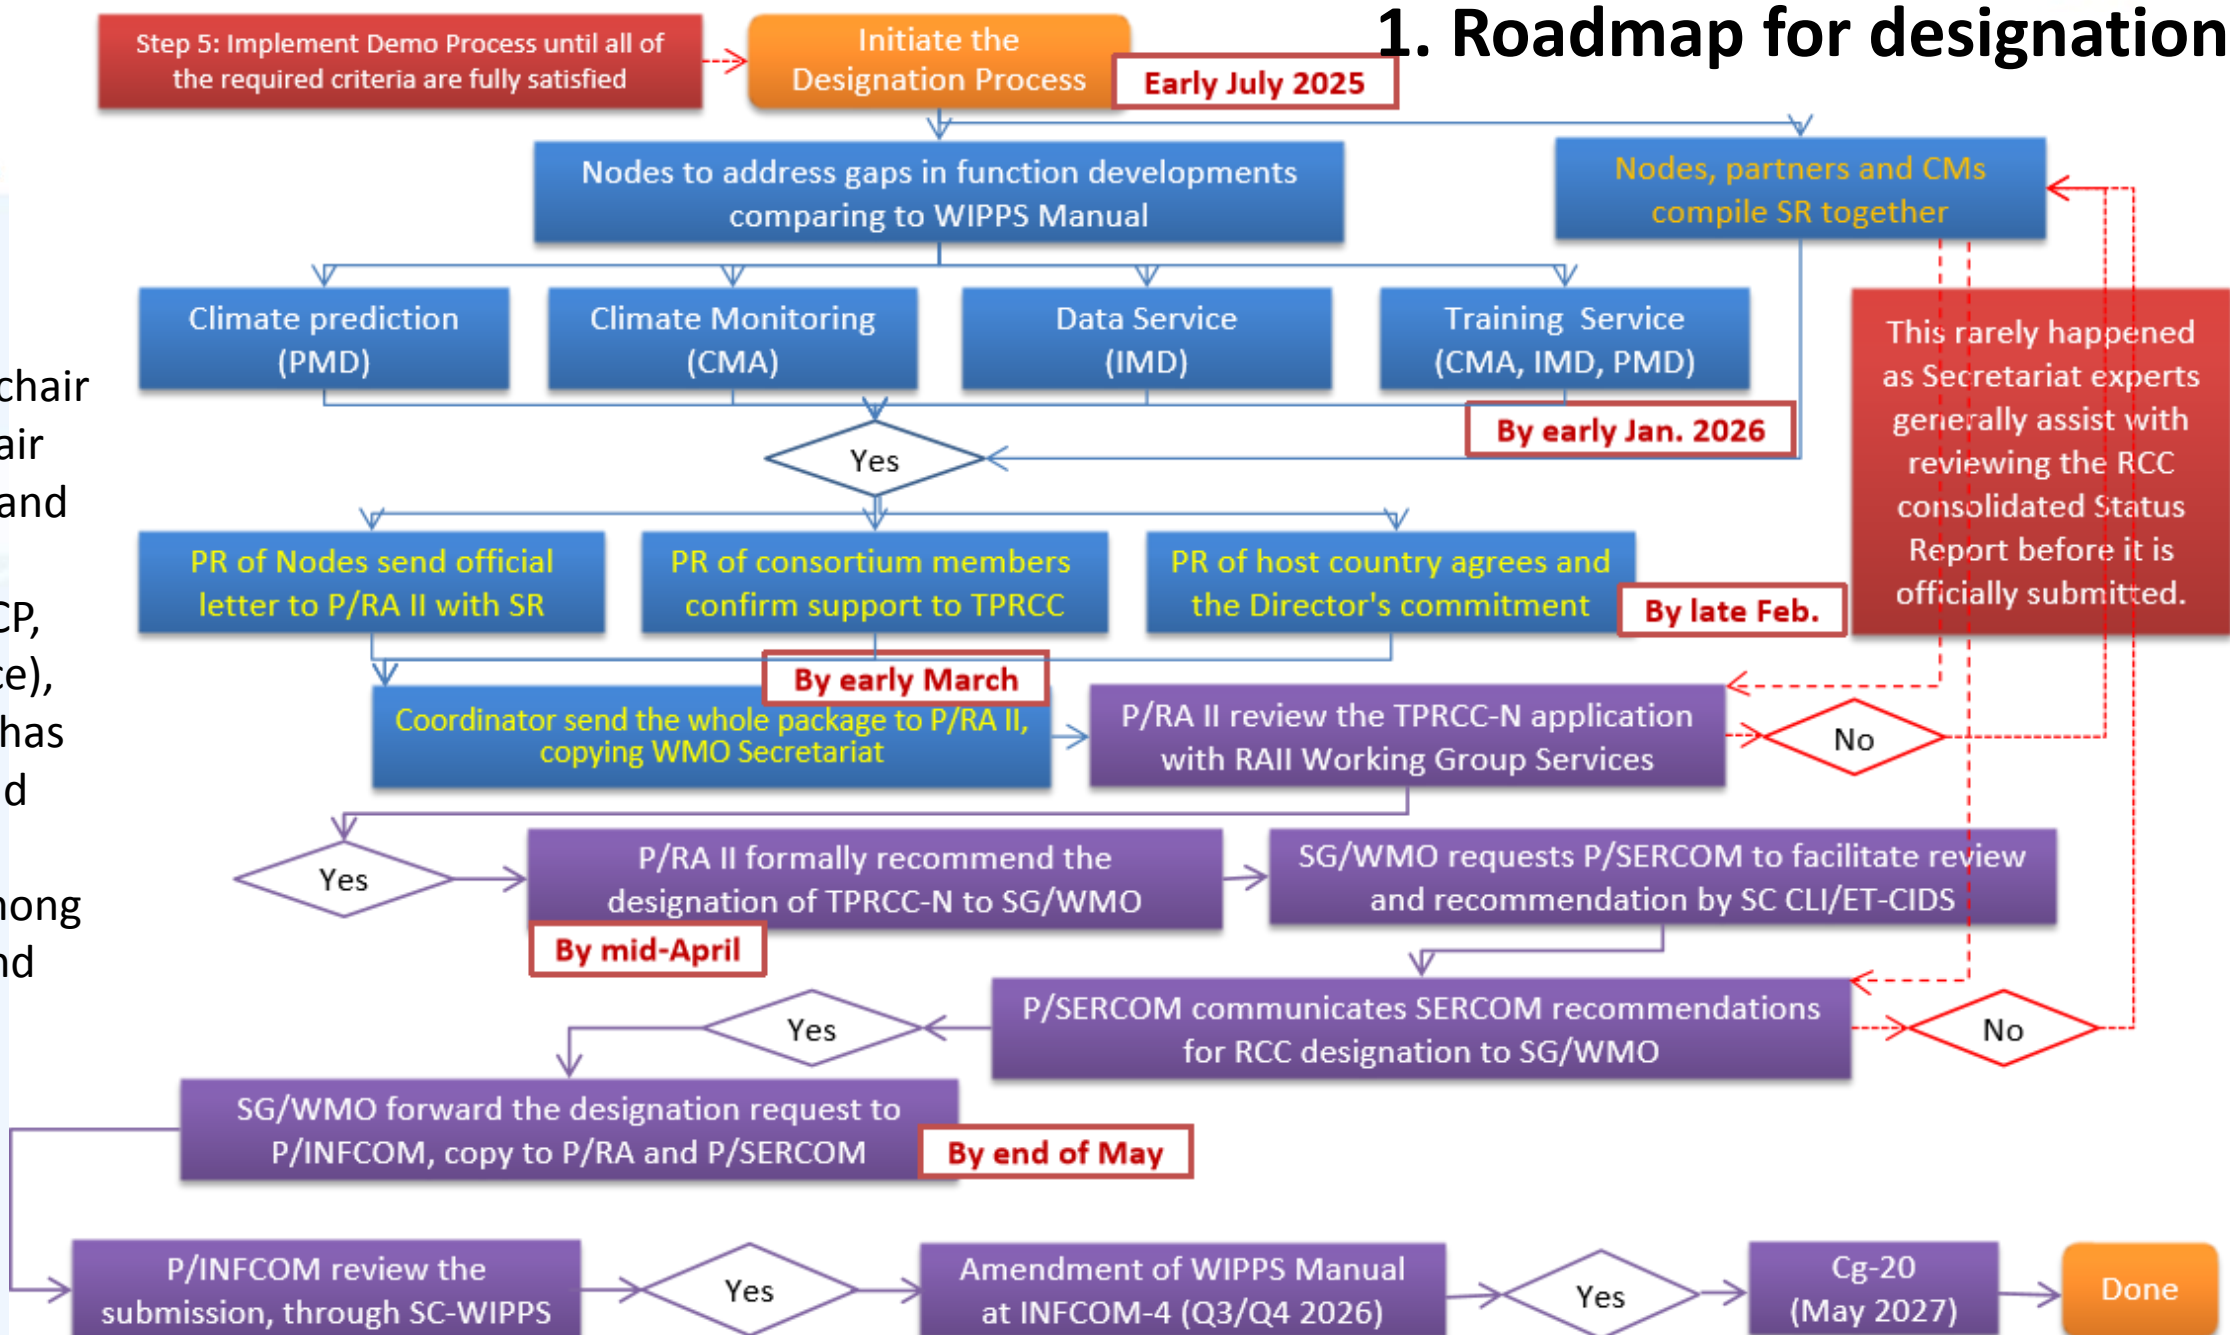 1. Roadmap for designation
Step 5: Implement Demo Process until all of
the required criteria are fully satisfied
Initiate the
Designation Process
Early July 2025
Nodes to address gaps in function developments
comparing to WIPPS Manual
Nodes, partners and CMs
compile SR together
Climate prediction
(PMD)
Climate Monitoring
(CMA)
Data Service
(IMD)
Training Service
(CMA, IMD, PMD)
This rarely happened
as Secretariat experts
generally assist with
reviewing the RCC
consolidated Status
Report before it is
officially submitted.
chair
air
and
CP,
ce),
has
d
nong
nd
By early Jan. 2026
Yes
PR of Nodes send official
letter to P/RA II with SR
PR of consortium members
confirm support to TPRCC
PR of host country agrees and
the Director's commitment
By late Feb.
By early March
Coordinator send the whole package to P/RA II,
copying WMO Secretariat
P/RA II review the TPRCC-N application
with RAII Working Group Services
No
Yes
P/RA II formally recommend the
designation of TPRCC-N to SG/WMO
By mid-April
SG/WMO requests P/SERCOM to facilitate review
and recommendation by SC CLI/ET-CIDS
P/SERCOM communicates SERCOM recommendations
for RCC designation to SG/WMO
No
Yes
SG/WMO forward the designation request to
P/INFCOM, copy to P/RA and P/SERCOM
By end of May
P/INFCOM review the
submission, through SC-WIPPS
Yes
Amendment of WIPPS Manual
at INFCOM-4 (Q3/Q4 2026)
Yes
Cg-20
(May 2027)
Done